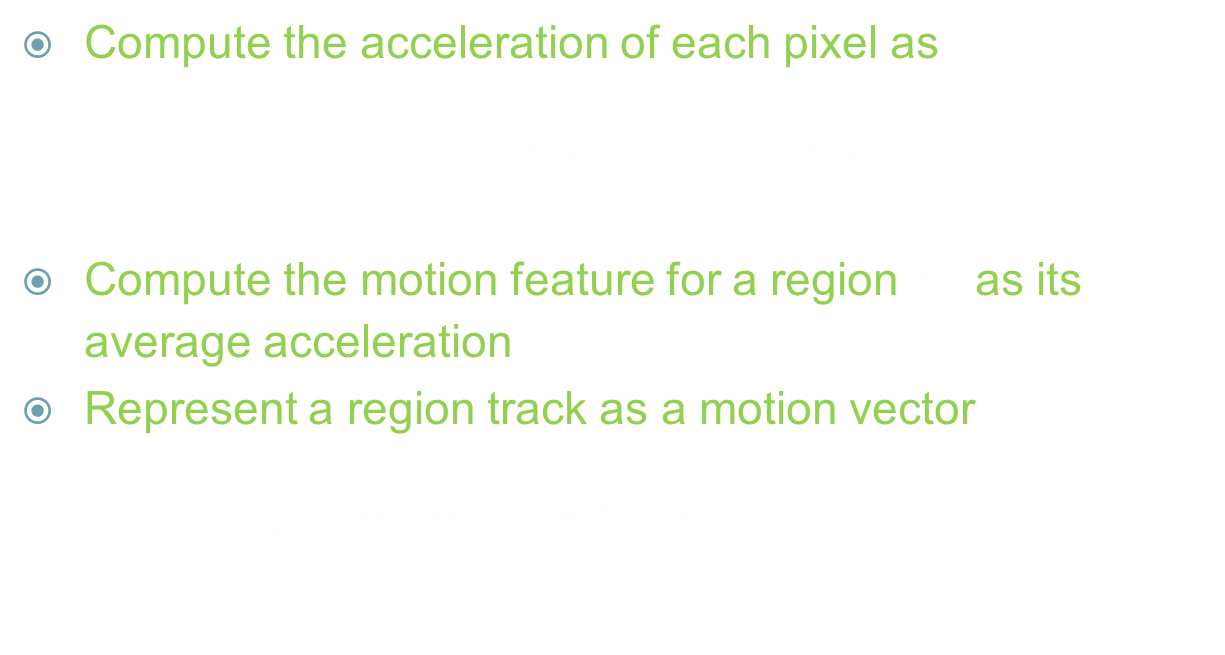 Compute the acceleration of each pixel as
Compute the motion feature for a region as its
average acceleration
Represent a region track as a motion vector